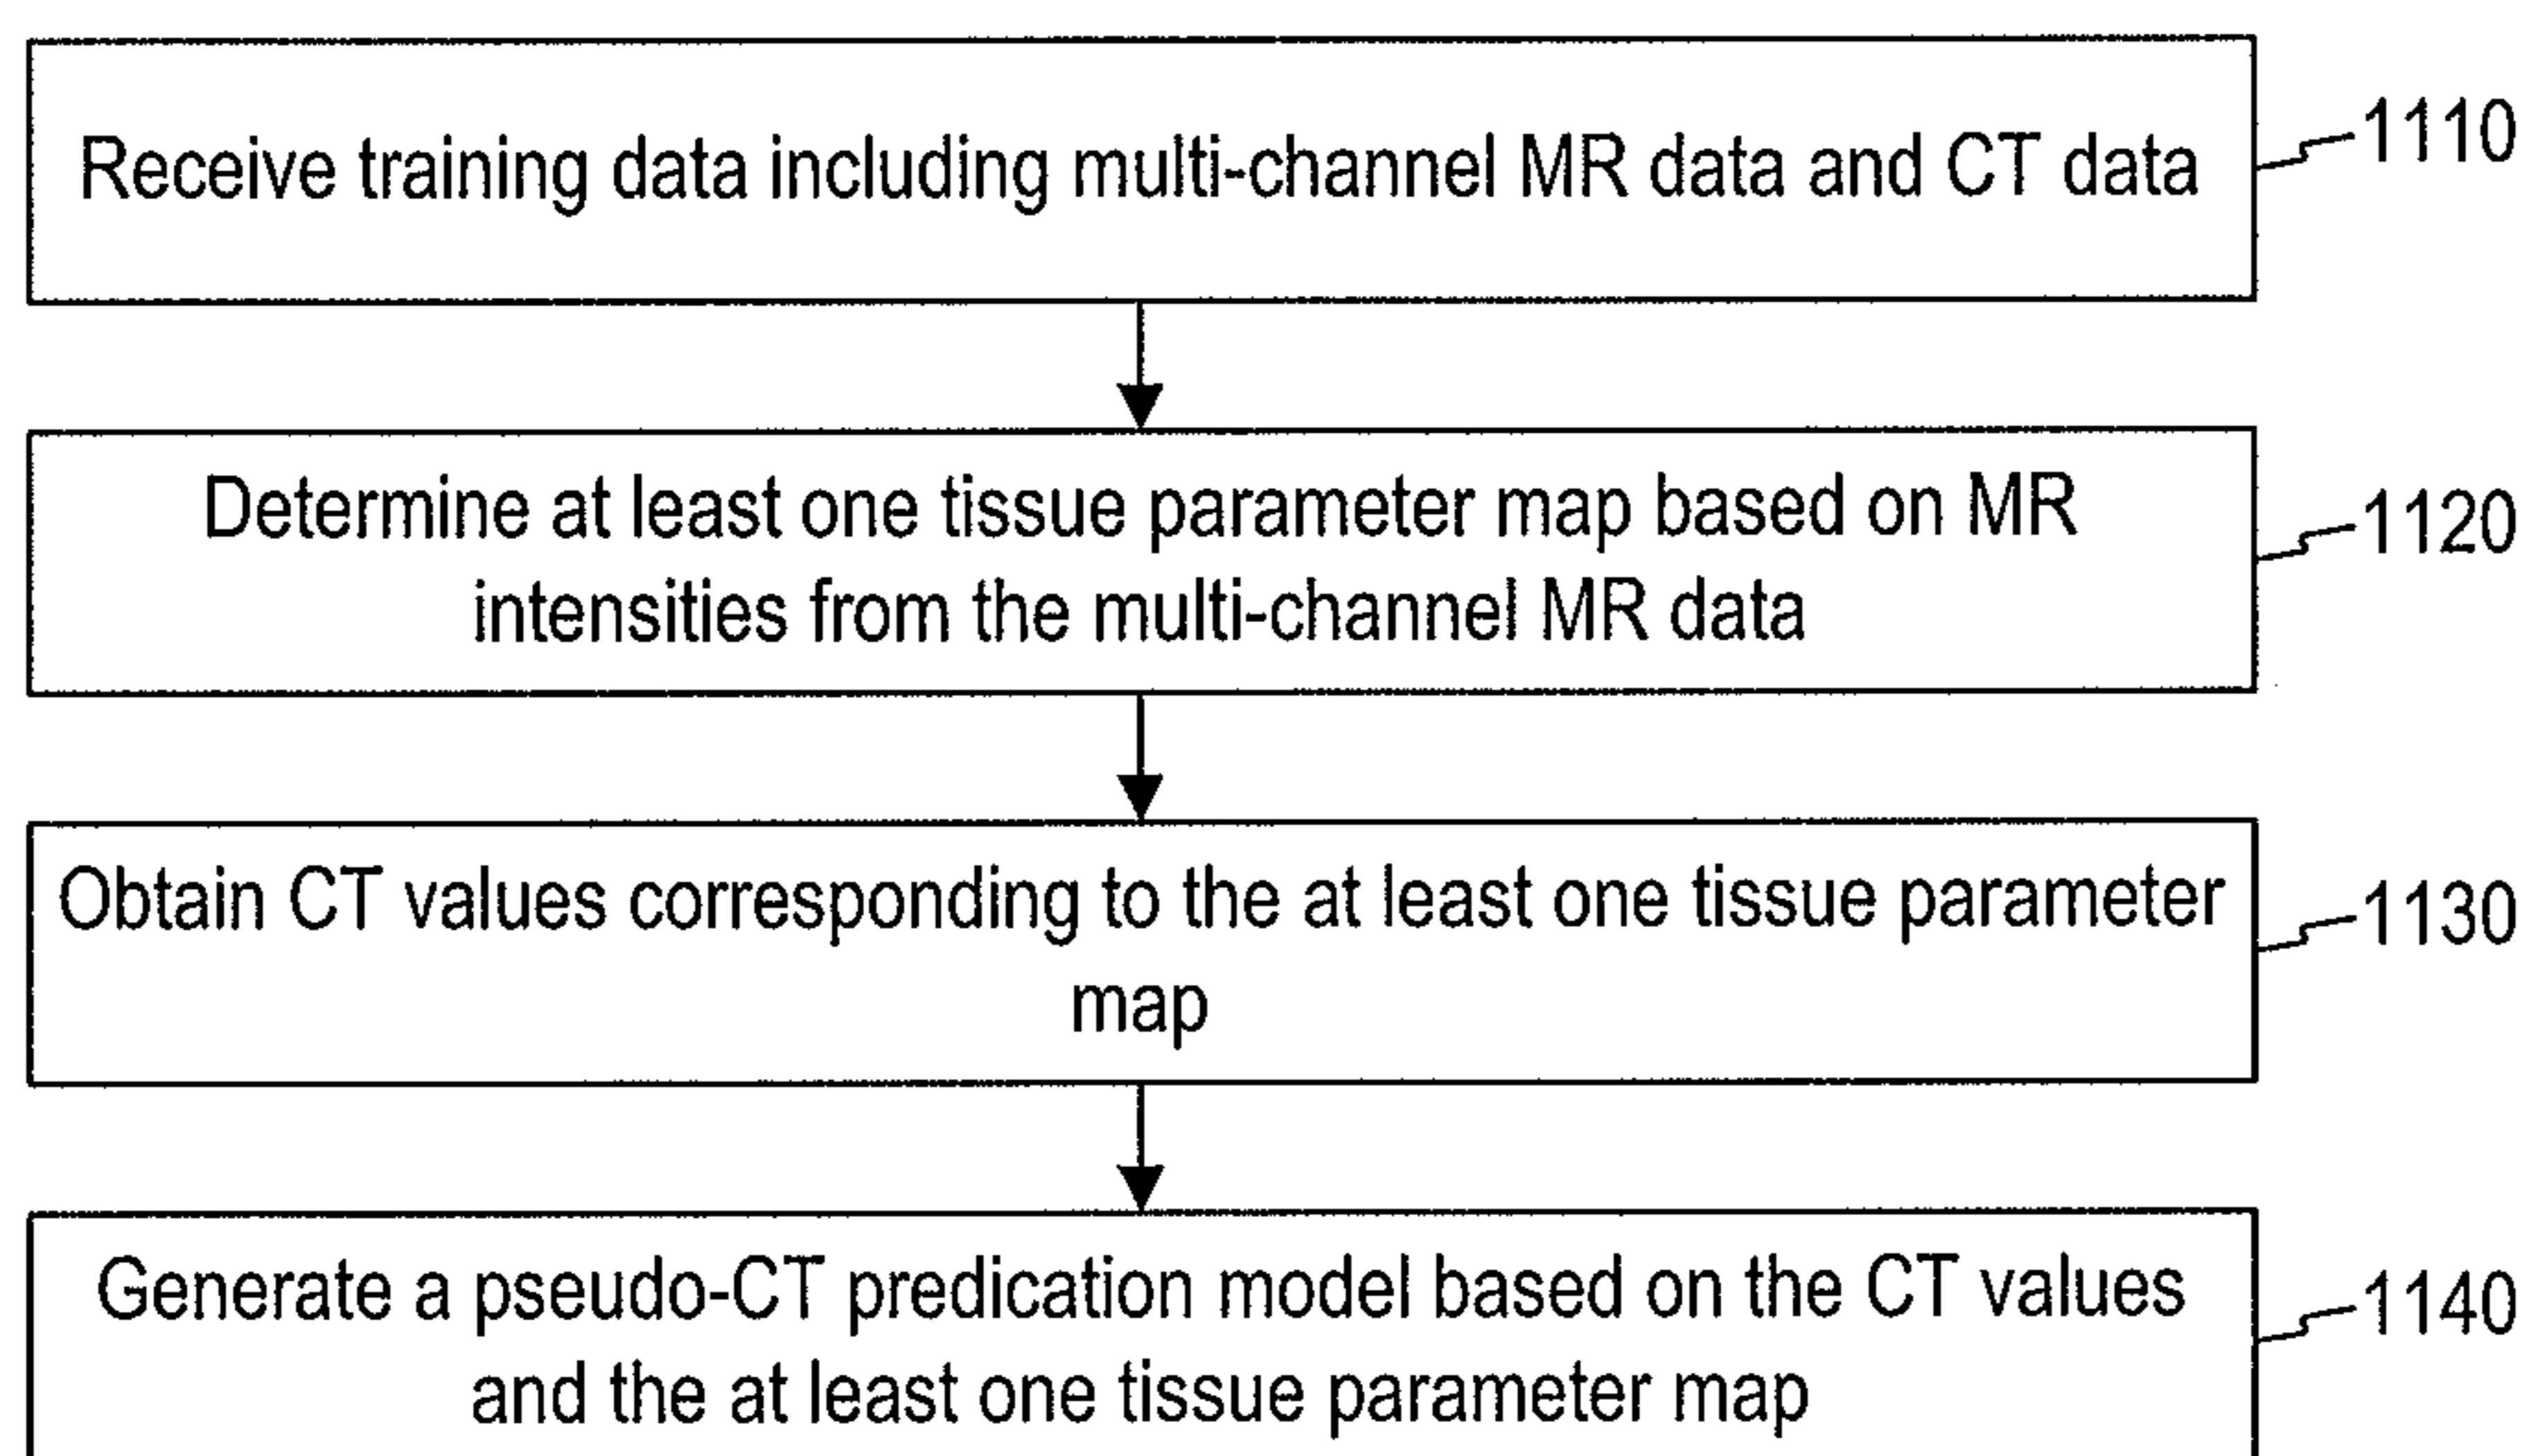 Receive training data including multi-channel MR data and CT data
1110
Determine at least one tissue parameter map based on MR
intensities from the multi-channel MR data
1120
Obtain CT values corresponding to the at least one tissue parameter
map
1130
Generate a pseudo-CT predication model based on the CT values
and the at least one tissue parameter map
1140